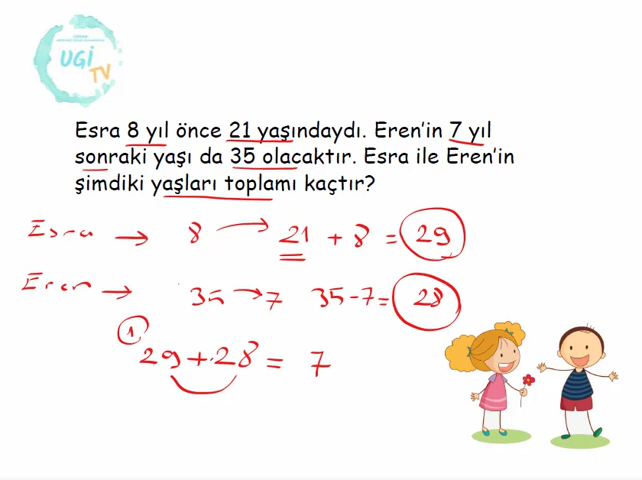 UGİ
TV
Esra 8 yıl önce 21 yaşındaydı. Eren'in 7 yıl
sonraki yaşı da 35 olacaktır. Esra ile Eren'in
şimdiki yaşları toplamı kaçtır?
Esra → 8 → 21 + 8 = 29
Eren → 35 → 7 35-7= 28
1
29+28 = 7